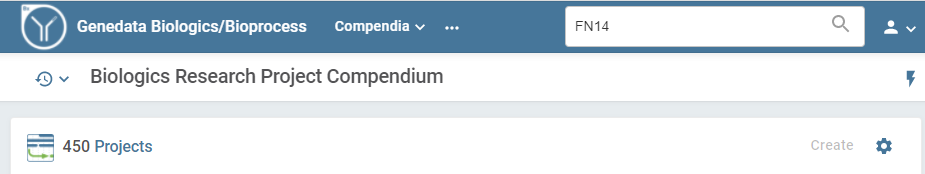 Genedata Biologics/Bioprocess Compendia ... FN14
Biologics Research Project Compendium
450 Projects Create